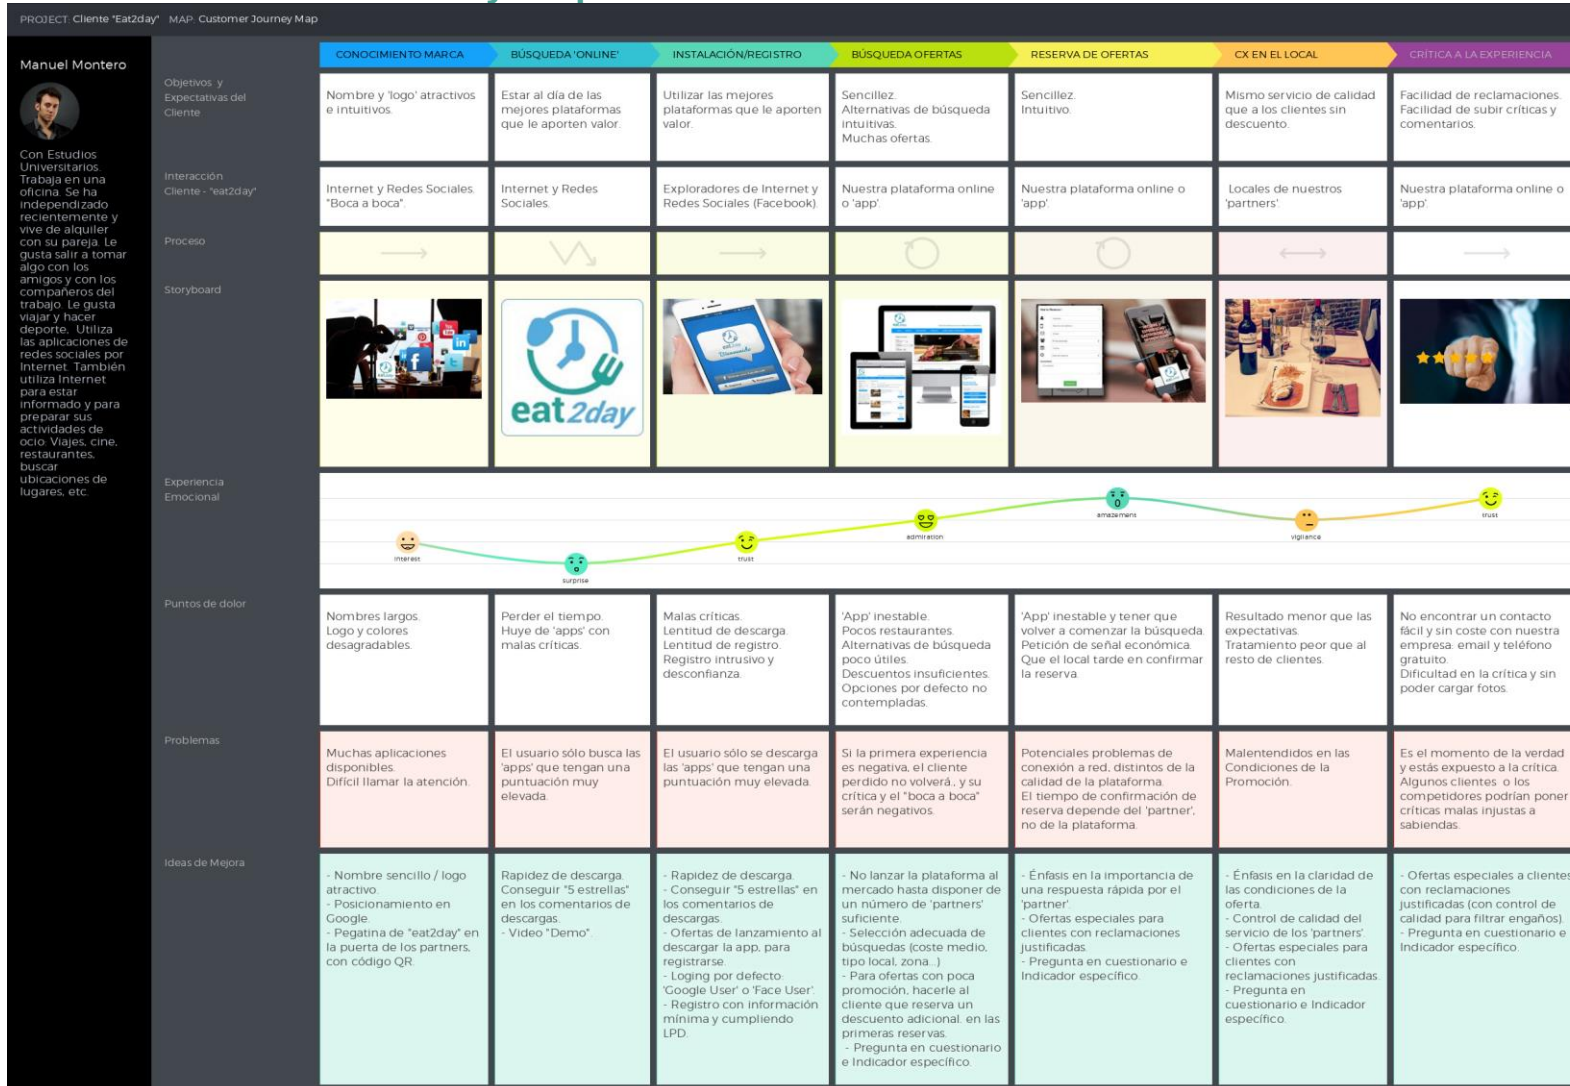 PROJECT: Cliente "Eat2day" MAP: Customer Journey Map
Manuel Montero
Con Estudios
Universitarios.
Trabaja en una
oficina. Se ha
independizado
recientemente y
vive de alquiler
con su pareja. Le
gusta salir a tomar
algo con los
amigos y con los
compañeros del
trabajo. Le gusta
viajar y hacer
deporte. Utiliza
las aplicaciones de
redes sociales por
Internet. También
utiliza Internet
para estar
informado y para
preparar sus
actividades de
ocio: Viajes, cine,
restaurantes,
buscar
ubicaciones de
lugares, etc.
CONOCIMIENTO MARCA
BÚSQUEDA 'ONLINE'
INSTALACIÓN/REGISTRO
BÚSQUEDA OFERTAS
RESERVA DE OFERTAS
CX EN EL LOCAL
CRÍTICA A LA EXPERIENCIA
Objetivos y
Expectativas del
Cliente
Nombre y 'logo' atractivos
e intuitivos.
Estar al día de las
mejores plataformas
que le aporten valor.
Utilizar las mejores
plataformas que le aporten
valor.
Sencillez.
Alternativas de búsqueda
intuitivas.
Muchas ofertas.
Sencillez.
Intuitivo.
Mismo servicio de calidad
que a los clientes sin
descuento.
Facilidad de reclamaciones.
Facilidad de subir críticas y
comentarios.
Interacción
Cliente - "eat2day"
Internet y Redes Sociales.
"Boca a boca".
Internet y Redes
Sociales.
Exploradores de Internet y
Redes Sociales (Facebook).
Nuestra plataforma online
o 'app'.
Nuestra plataforma online o
'app'.
Locales de nuestros
'partners'.
Nuestra plataforma online o
'app'.
Proceso
Storyboard
eat2day
Experiencia
Emocional
interest
surprise
trust
admiration
amazement
vigilance
trust
Puntos de dolor
Nombres largos.
Logo y colores
desagradables.
Perder el tiempo.
Huye de 'apps' con
malas críticas.
Malas críticas.
Lentitud de descarga.
Lentitud de registro.
Registro intrusivo y
desconfianza.
'App' inestable.
Pocos restaurantes.
Alternativas de búsqueda
poco útiles.
Descuentos insuficientes.
Opciones por defecto no
contempladas.
'App' inestable y tener que
volver a comenzar la búsqueda.
Petición de señal económica.
Que el local tarde en confirmar
la reserva.
Resultado menor que las
expectativas.
Tratamiento peor que al
resto de clientes.
No encontrar un contacto
fácil y sin coste con nuestra
empresa: email y teléfono
gratuito.
Dificultad en la crítica y sin
poder cargar fotos.
Problemas
Muchas aplicaciones
disponibles.
Difícil llamar la atención.
El usuario sólo busca las
'apps' que tengan una
puntuación muy
elevada.
El usuario sólo se descarga
las 'apps' que tengan una
puntuación muy elevada.
Si la primera experiencia
es negativa, el cliente
perdido no volverá., y su
crítica y el "boca a boca"
serán negativos.
Potenciales problemas de
conexión a red, distintos de la
calidad de la plataforma.
El tiempo de confirmación de
reserva depende del 'partner',
no de la plataforma.
Malentendidos en las
Condiciones de la
Promoción.
Es el momento de la verdad
y estás expuesto a la crítica.
Algunos clientes o los
competidores podrían poner
críticas malas injustas a
sabiendas.
Ideas de Mejora
- Nombre sencillo / logo
atractivo.
- Posicionamiento en
Google.
- Pegatina de "eat2day" en
la puerta de los partners,
con código QR.
Rapidez de descarga.
Conseguir "5 estrellas"
en los comentarios de
descargas.
- Video "Demo".
- Rapidez de descarga.
- Conseguir "5 estrellas" en
los comentarios de
descargas.
- Ofertas de lanzamiento al
descargar la app, para
registrarse.
- Loging por defecto:
'Google User' o 'Face User'.
- Registro con información
mínima y cumpliendo
LPD.
- No lanzar la plataforma al
mercado hasta disponer de
un número de 'partners'
suficiente.
- Selección adecuada de
búsquedas (coste medio,
tipo local, zona...)
- Para ofertas con poca
promoción, hacerle al
cliente que reserva un
descuento adicional. en las
primeras reservas.
- Pregunta en cuestionario
e Indicador específico.
- Énfasis en la importancia de
una respuesta rápida por el
'partner'.
- Ofertas especiales para
clientes con reclamaciones
justificadas.
- Pregunta en cuestionario e
Indicador específico.
- Énfasis en la claridad de
las condiciones de la
oferta.
- Control de calidad del
servicio de los 'partners'.
- Ofertas especiales para
clientes con
reclamaciones justificadas.
- Pregunta en
cuestionario e Indicador
específico.
- Ofertas especiales a clientes
con reclamaciones
justificadas (con control de
calidad para filtrar engaños).
- Pregunta en cuestionario e
Indicador específico.